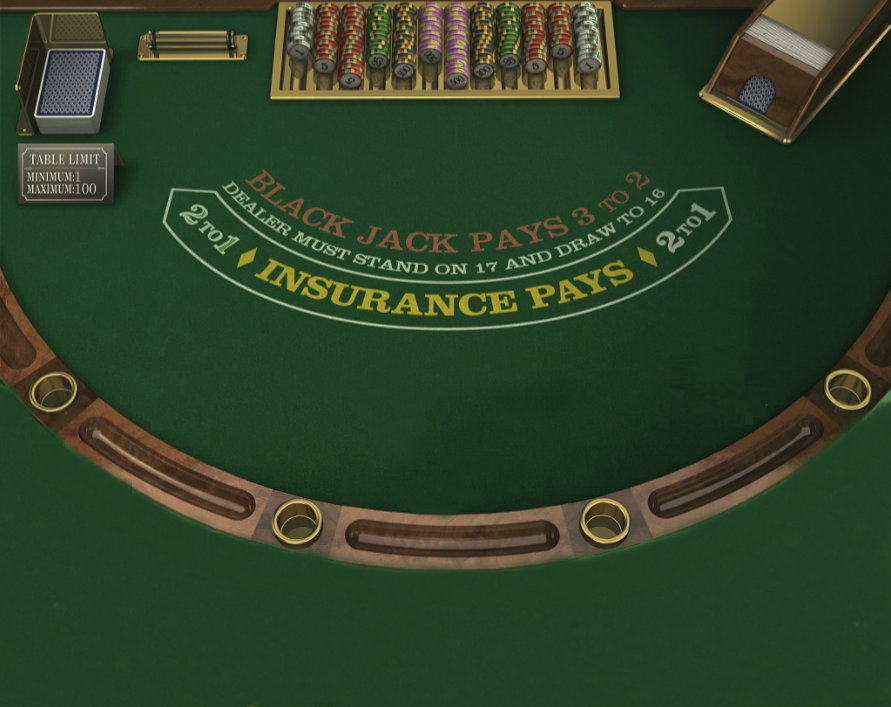 TABLE LIMIT
MINIMUM:1
MAXIMUM:100
BLACK JACK PAYS 3 TO 2
DEALER MUST STAND ON 17 AND DRAW TO 16
2 TO 1 INSURANCE PAYS 2 TO 1